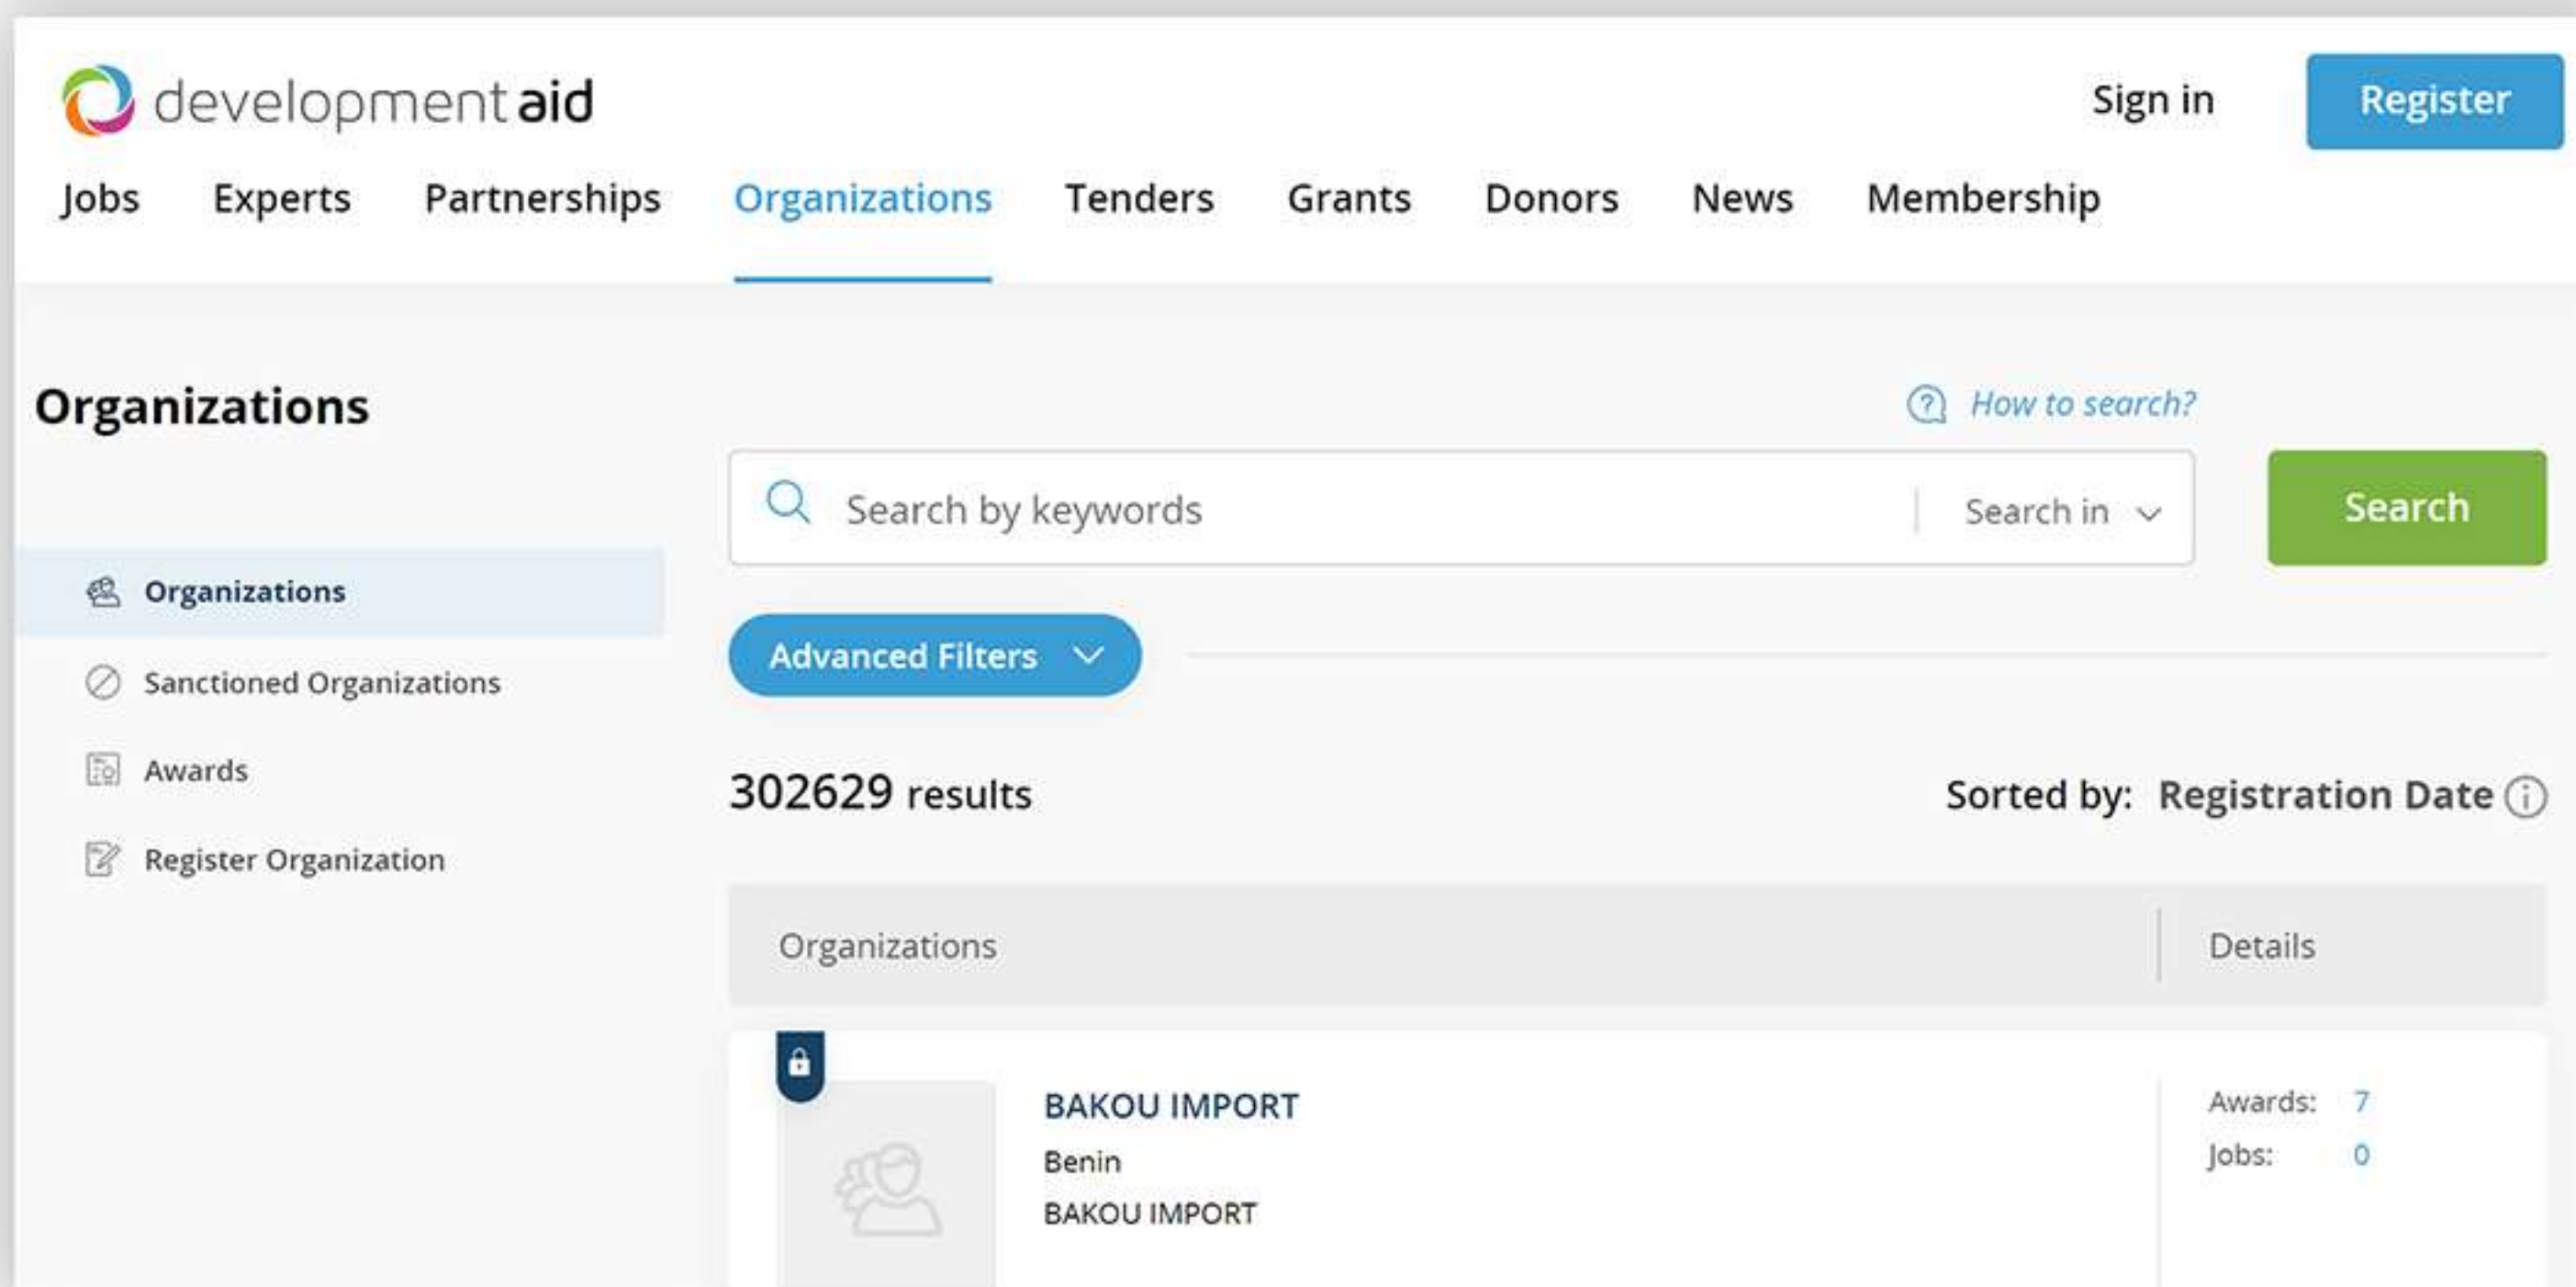 developmentaid
Sign in
Register
Jobs
Experts
Partnerships
Organizations
Tenders
Grants
Donors
News
Membership
Organizations
How to search?
Search by keywords
Search in
Search
Organizations
Sanctioned Organizations
Awards
Register Organization
Advanced Filters
302629 results
Sorted by: Registration Date
Organizations
Details
BAKOU IMPORT
Benin
BAKOU IMPORT
Awards: 7
Jobs: 0